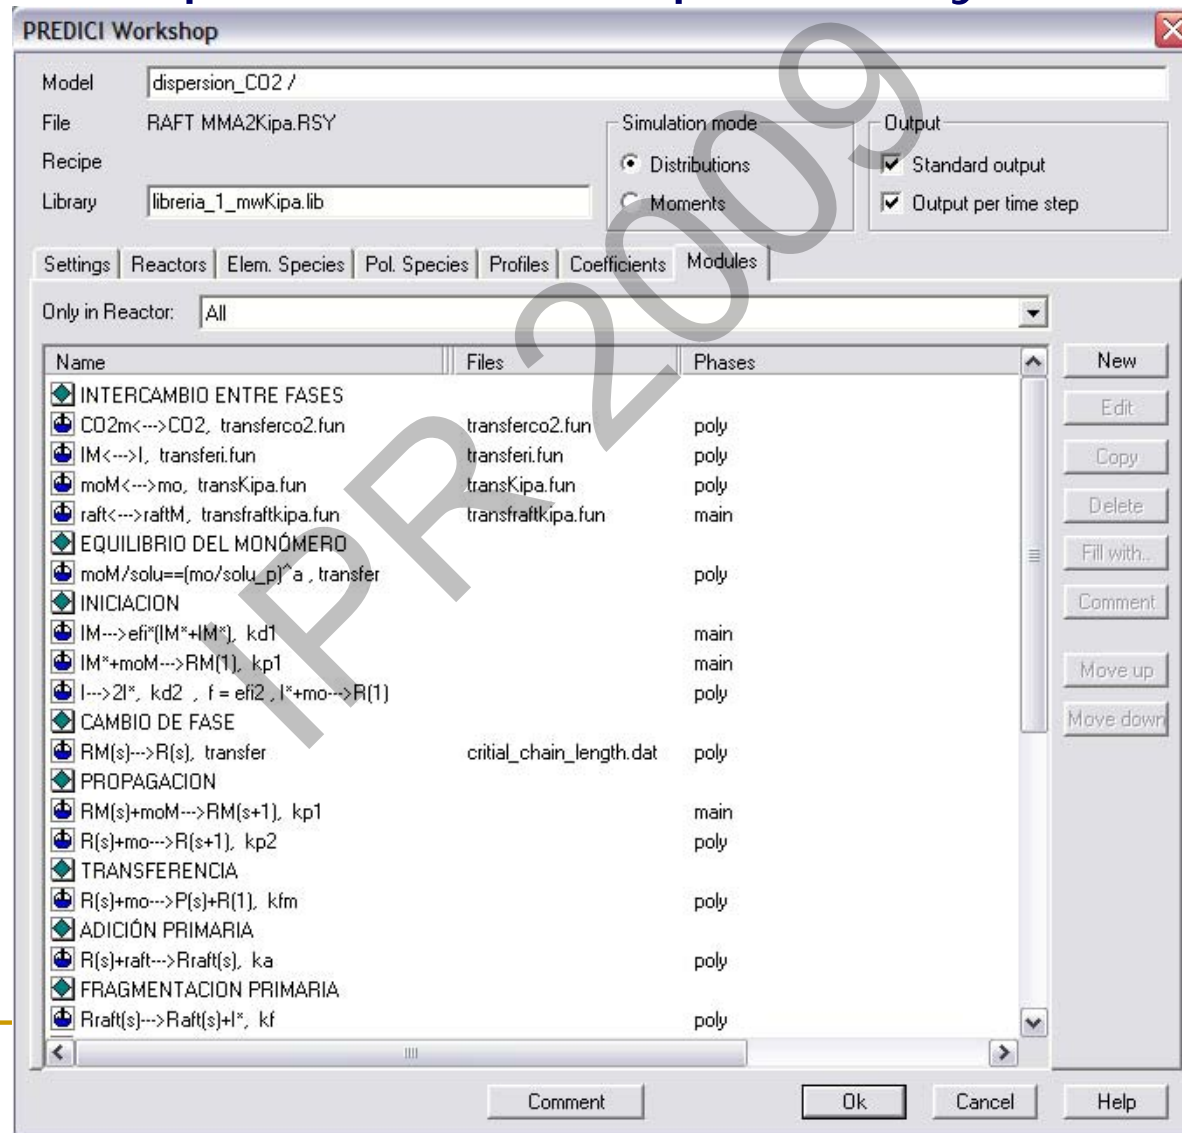 PREDICI Workshop
Model dispersion_CO2 /
File RAFT MMA2Kipa.RSY
Recipe
Library libreria_1_mwKipa.lib
Simulation mode
Distributions
Moments
Output
Standard output
Output per time step
Settings Reactors Elem. Species Pol. Species Profiles Coefficients Modules
Only in Reactor: All
Name Files Phases
INTERCAMBIO ENTRE FASES
CO2m<--->CO2, transferco2.fun transferco2.fun poly
IM<--->I, transferi.fun transferi.fun poly
moM<--->mo, transKipa.fun transKipa.fun poly
raft<--->raftM, transfraftkipa.fun transfraftkipa.fun main
EQUILIBRIO DEL MONÓMERO
moM/solu==(mo/solu_p)^a , transfer poly
INICIACION
IM--->efi*(IM*+IM*), kd1 main
IM*+moM--->RM(1), kp1 main
I--->2I*, kd2 , f = efi2 , I*+mo--->R(1) poly
CAMBIO DE FASE
RM(s)--->R(s), transfer critial_chain_length.dat poly
PROPAGACION
RM(s)+moM--->RM(s+1), kp1 main
R(s)+mo--->R(s+1), kp2 poly
TRANSFERENCIA
R(s)+mo--->P(s)+R(1), kfm poly
ADICIÓN PRIMARIA
R(s)+raft--->Rraft(s), ka poly
FRAGMENTACION PRIMARIA
Rraft(s)--->Raft(s)+I*, kf poly
New
Edit
Copy
Delete
Fill with..
Comment
Move up
Move down
Comment Ok Cancel Help
IPR 2009